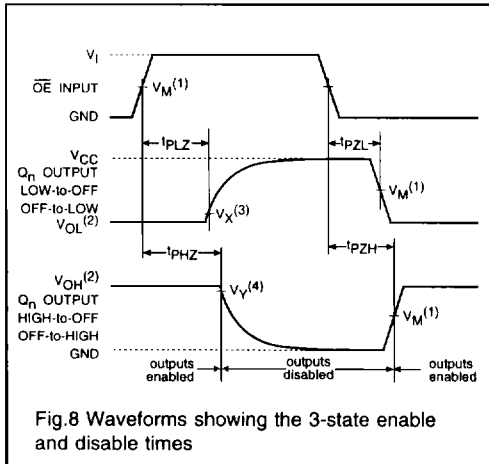 V_I
OE INPUT
V_M(1)
GND
t_PLZ
t_PZL
V_CC
Q_n OUTPUT
LOW-to-OFF
OFF-to-LOW
V_OL(2)
V_X(3)
V_M(1)
t_PHZ
t_PZH
V_OH(2)
Q_n OUTPUT
HIGH-to-OFF
OFF-to-HIGH
GND
V_Y(4)
V_M(1)
outputs enabled
outputs disabled
outputs enabled
Fig.8 Waveforms showing the 3-state enable
and disable times